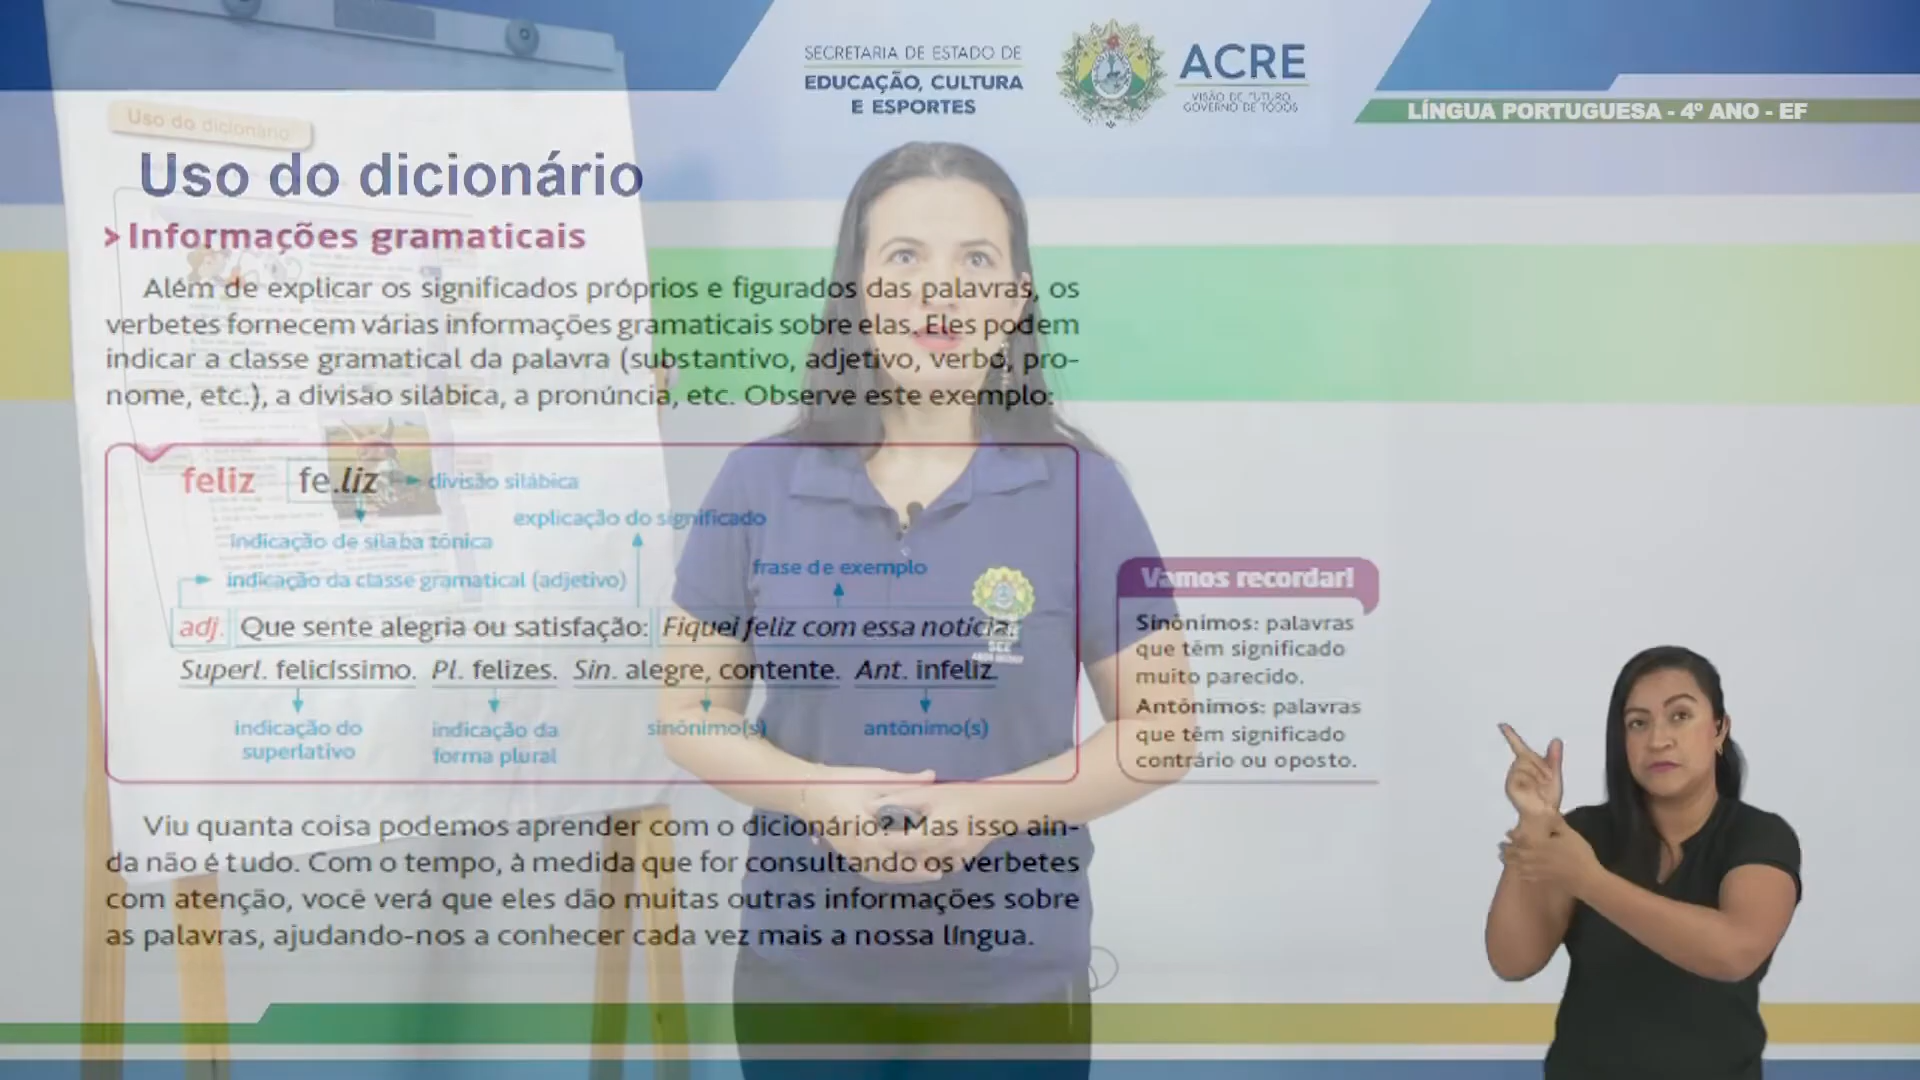 SECRETARIA DE ESTADO DE
EDUCAÇÃO, CULTURA
E ESPORTES
ACRE
VISÃO DE FUTURO,
GOVERNO DE TODOS
LÍNGUA PORTUGUESA - 4º ANO - EF
Uso do dicionário
Uso do dicionário
> Informações gramaticais
Além de explicar os significados próprios e figurados das palavras, os
verbetes fornecem várias informações gramaticais sobre elas. Eles podem
indicar a classe gramatical da palavra (substantivo, adjetivo, verbo, pro-
nome, etc.), a divisão silábica, a pronúncia, etc. Observe este exemplo:
feliz fe.liz divisão silábica
explicação do significado
indicação de sílaba tônica
frase de exemplo
indicação da classe gramatical (adjetivo)
adj. Que sente alegria ou satisfação: Fiquei feliz com essa notícia.
Superl. felicíssimo. Pl. felizes. Sin. alegre, contente. Ant. infeliz.
indicação do
superlativo
indicação da
forma plural
sinônimo(s)
antônimo(s)
Vamos recordar!
Sinônimos: palavras
que têm significado
muito parecido.
Antônimos: palavras
que têm significado
contrário ou oposto.
Viu quanta coisa podemos aprender com o dicionário? Mas isso ain-
da não é tudo. Com o tempo, à medida que for consultando os verbetes
com atenção, você verá que eles dão muitas outras informações sobre
as palavras, ajudando-nos a conhecer cada vez mais a nossa língua.
SEE